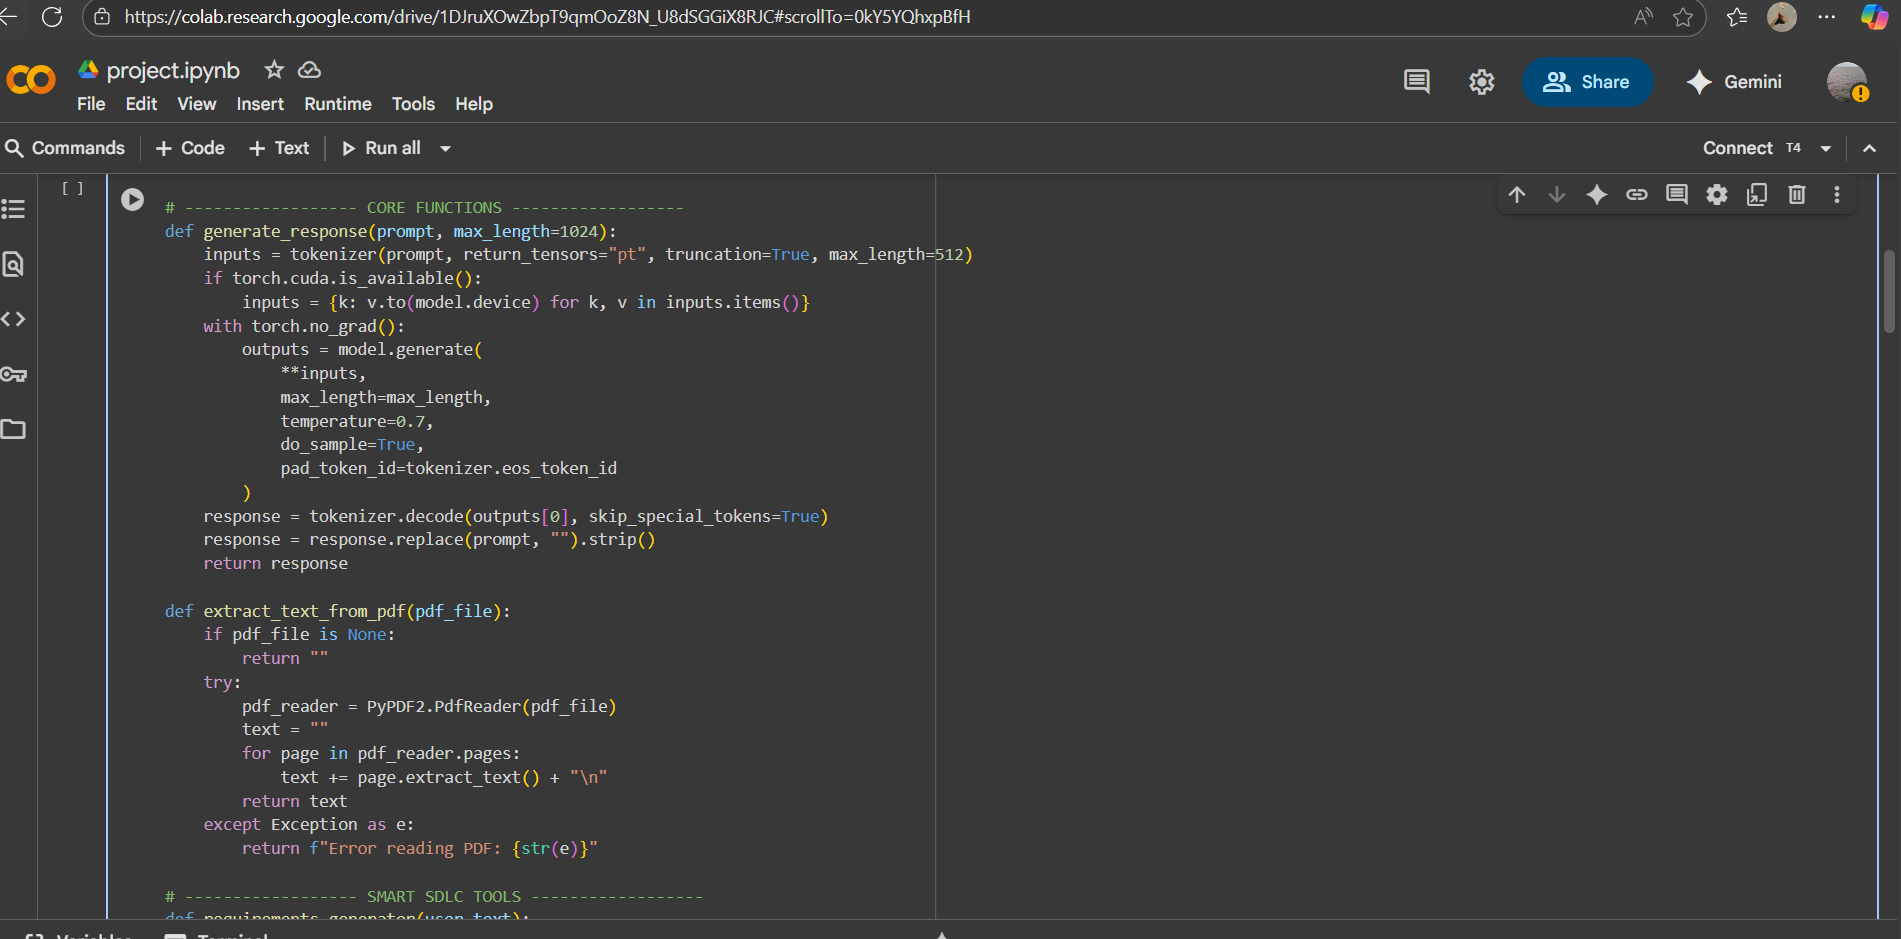 https://colab.research.google.com/drive/1DJruXOwZbpT9qmOoZ8N_U8dSGGiX8RJC#scrollTo=0kY5YQhxpBfH
project.ipynb
File Edit View Insert Runtime Tools Help
Share
Gemini
Commands + Code + Text Run all
Connect T4
[ ]
# ------------------ CORE FUNCTIONS ------------------
def generate_response(prompt, max_length=1024):
    inputs = tokenizer(prompt, return_tensors="pt", truncation=True, max_length=512)
    if torch.cuda.is_available():
        inputs = {k: v.to(model.device) for k, v in inputs.items()}
    with torch.no_grad():
        outputs = model.generate(
            **inputs,
            max_length=max_length,
            temperature=0.7,
            do_sample=True,
            pad_token_id=tokenizer.eos_token_id
        )
    response = tokenizer.decode(outputs[0], skip_special_tokens=True)
    response = response.replace(prompt, "").strip()
    return response
def extract_text_from_pdf(pdf_file):
    if pdf_file is None:
        return ""
    try:
        pdf_reader = PyPDF2.PdfReader(pdf_file)
        text = ""
        for page in pdf_reader.pages:
            text += page.extract_text() + "\n"
        return text
    except Exception as e:
        return f"Error reading PDF: {str(e)}"
# ------------------ SMART SDLC TOOLS ------------------
def requirements_generator(user_text):
Variables Terminal